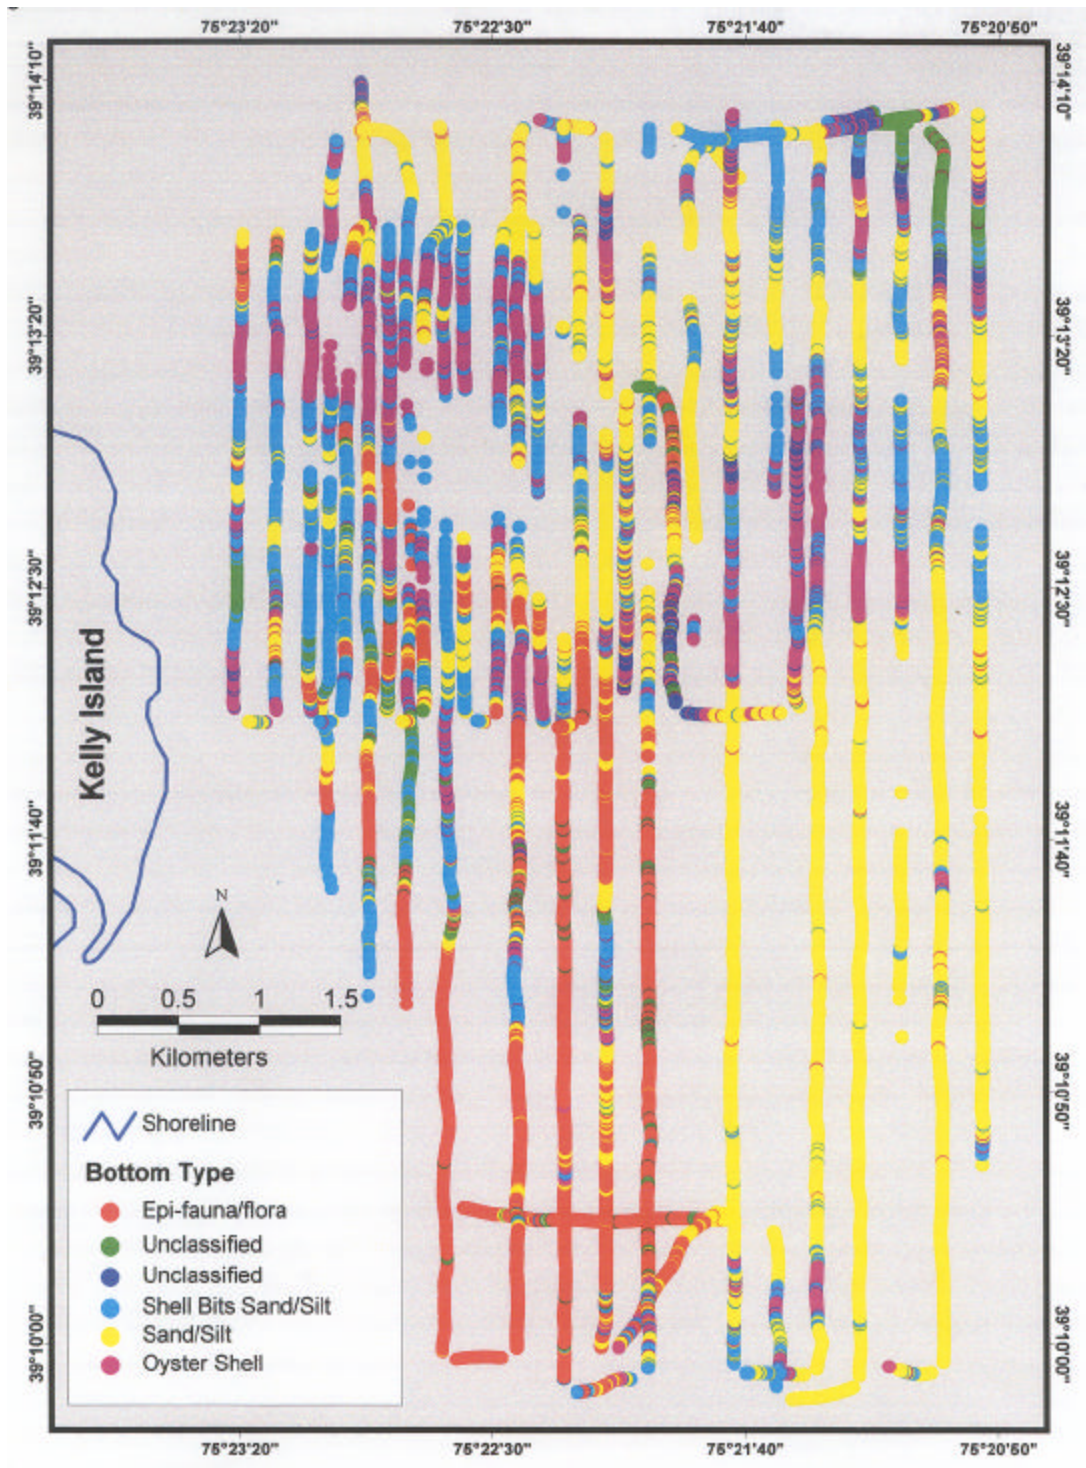 75°23'20" 75°22'30" 75°21'40" 75°20'50"
39°14'10" 39°14'10"
39°13'20" 39°13'20"
39°12'30" 39°12'30"
Kelly Island
39°11'40" 39°11'40"
N
0 0.5 1 1.5
Kilometers
39°10'50" 39°10'50"
Shoreline
Bottom Type
Epi-fauna/flora
Unclassified
Unclassified
Shell Bits Sand/Silt
Sand/Silt
Oyster Shell
39°10'00" 39°10'00"
75°23'20" 75°22'30" 75°21'40" 75°20'50"